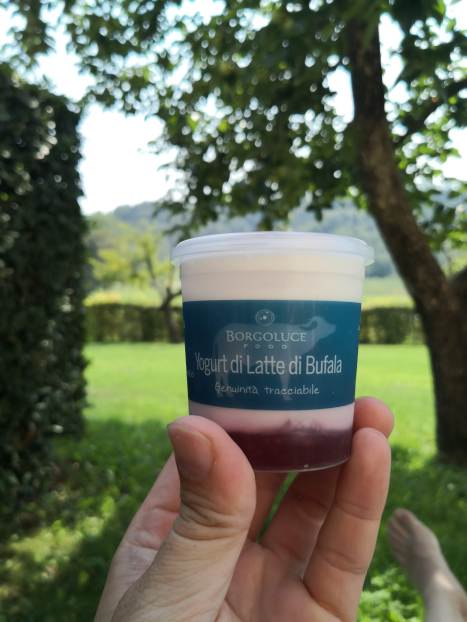 BORGOLUCE
FOOD
Yogurt di Latte di Bufala
Genuinità tracciabile